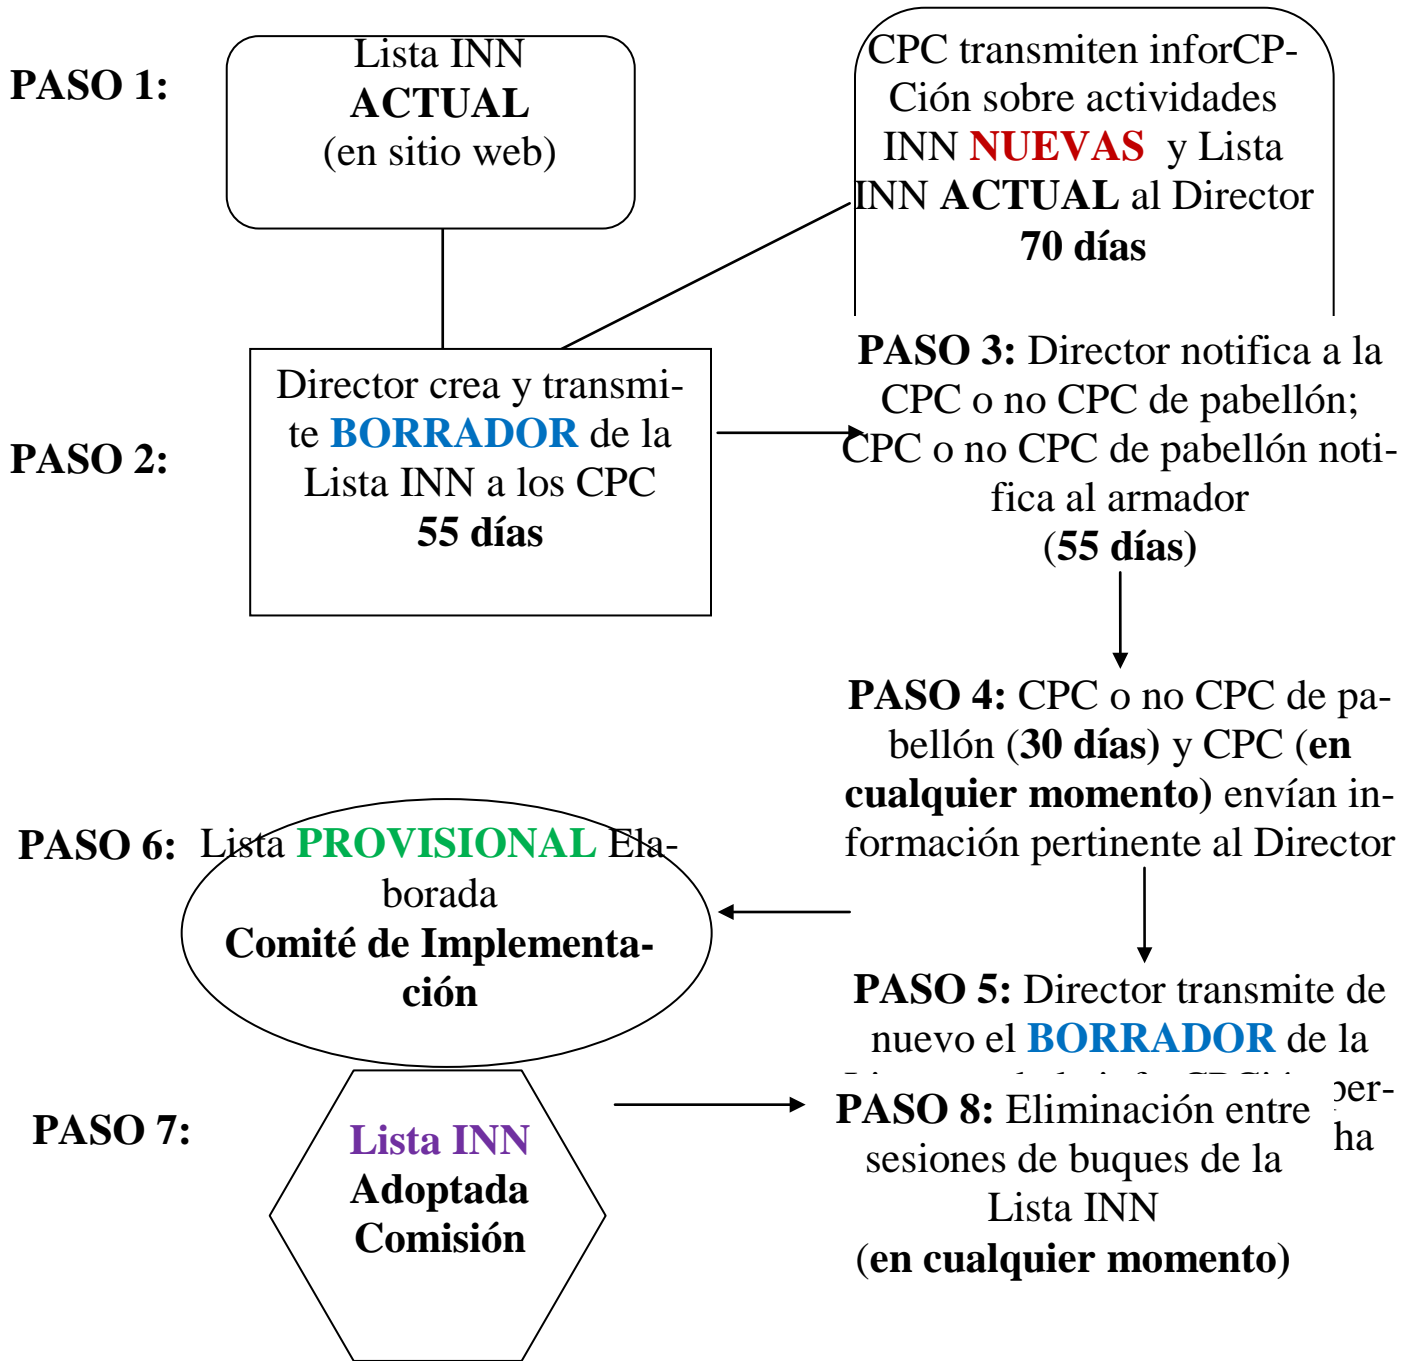 PASO 1:
Lista INN
ACTUAL
(en sitio web)
CPC transmiten inforCP-
Ción sobre actividades
INN NUEVAS y Lista
INN ACTUAL al Director
70 días
PASO 2:
Director crea y transmi-
te BORRADOR de la
Lista INN a los CPC
55 días
PASO 3: Director notifica a la
CPC o no CPC de pabellón;
CPC o no CPC de pabellón noti-
fica al armador
(55 días)
PASO 4: CPC o no CPC de pa-
bellón (30 días) y CPC (en
cualquier momento) envían in-
formación pertinente al Director
PASO 5: Director transmite de
nuevo el BORRADOR de la
per-
ha
PASO 6:
Lista PROVISIONAL Ela-
borada
Comité de Implementa-
ción
PASO 7:
Lista INN
Adoptada
Comisión
PASO 8: Eliminación entre
sesiones de buques de la
Lista INN
(en cualquier momento)